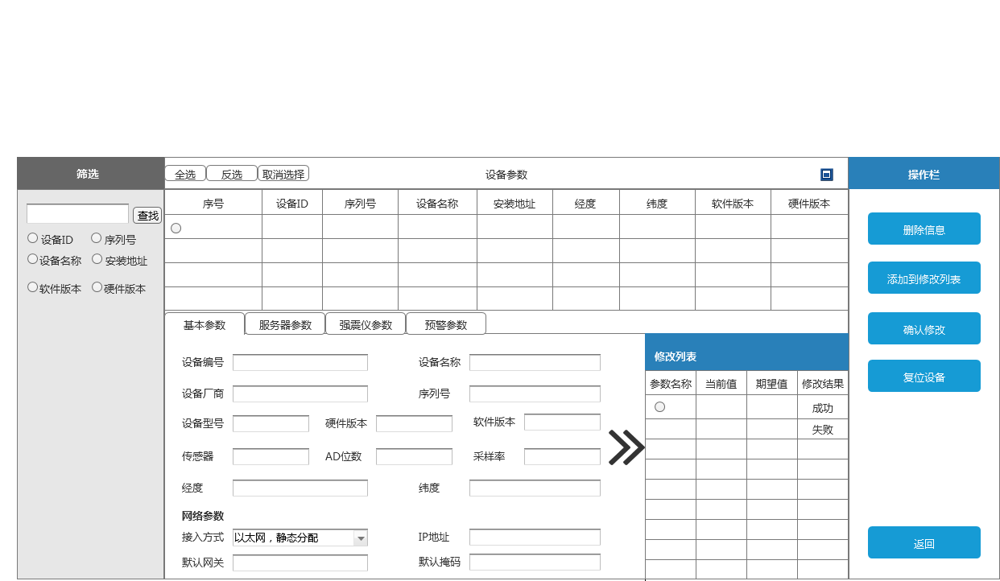 筛选
查找
设备ID 序列号
设备名称 安装地址
软件版本 硬件版本
全选 反选 取消选择 设备参数
序号 设备ID 序列号 设备名称 安装地址 经度 纬度 软件版本 硬件版本
基本参数 服务器参数 强震仪参数 预警参数
设备编号 设备名称
设备厂商 序列号
设备型号 硬件版本 软件版本
传感器 AD位数 采样率
经度 纬度
网络参数
接入方式 以太网，静态分配 IP地址
默认网关 默认掩码
修改列表
参数名称 当前值 期望值 修改结果
成功
失败
操作栏
删除信息
添加到修改列表
确认修改
复位设备
返回